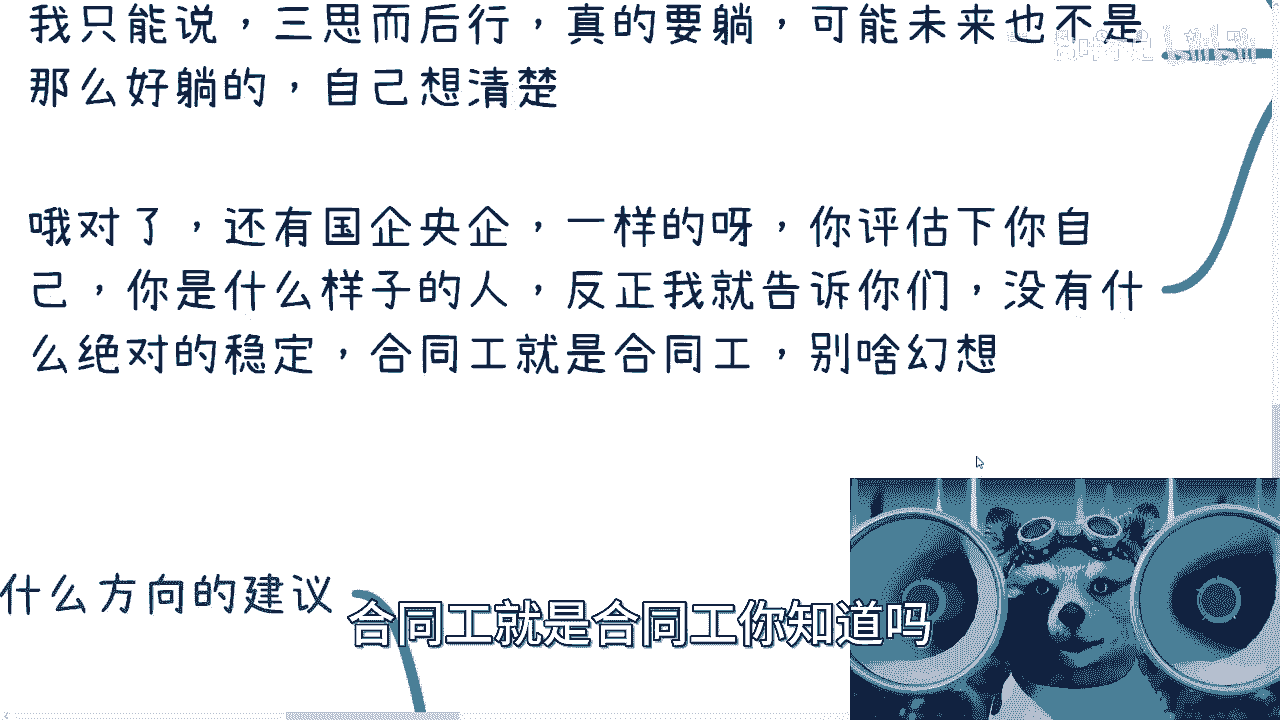 我只能说，三思而后行，真的要躺，可能未来也不是
那么好躺的，自己想清楚
哦对了，还有国企央企，一样的呀，你评估下你自
己，你是什么样子的人，反正我就告诉你们，没有什
么绝对的稳定，合同工就是合同工，别啥幻想
什么方向的建议
合同工就是合同工你知道吗